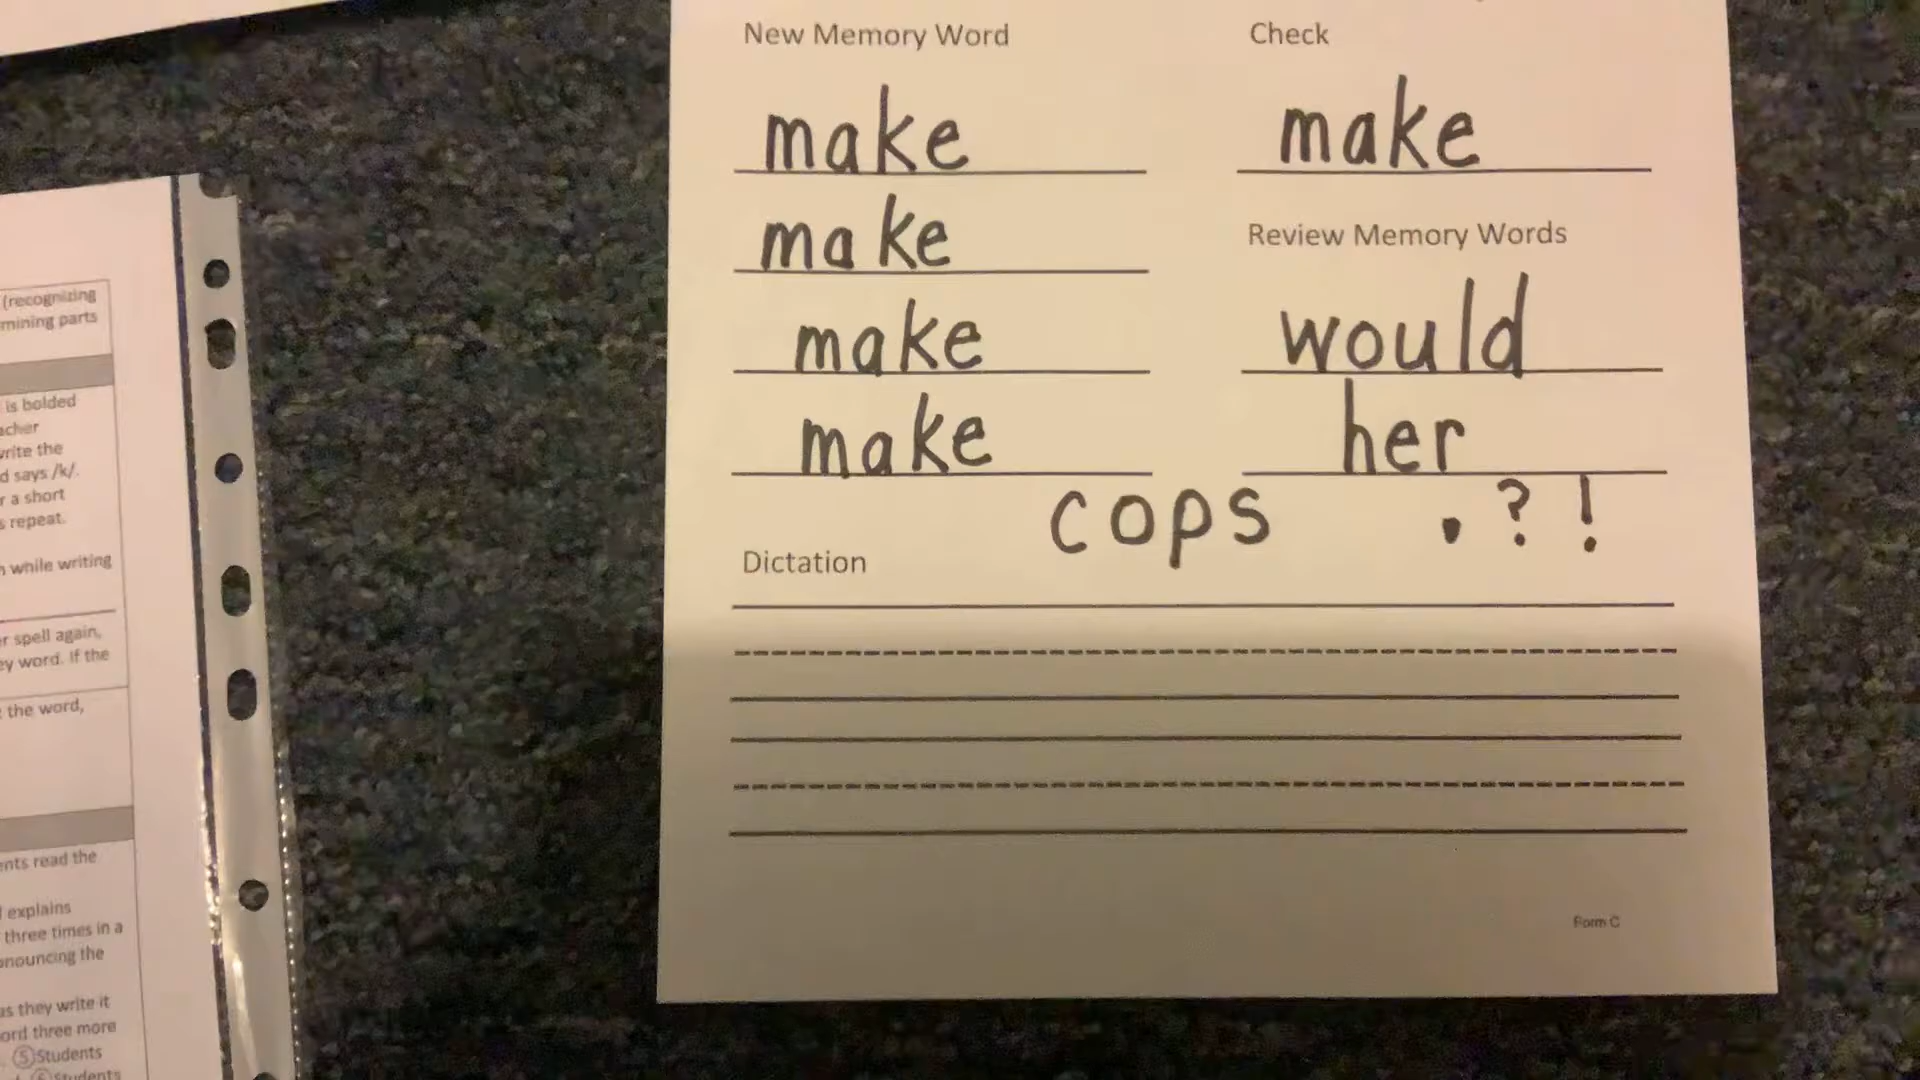 New Memory Word
make
make
make
make
Check
make
Review Memory Words
would
her
cops . ? !
Dictation
Form C
(recognizing
mining parts
is bolded
acher
write the
d says /k/.
r a short
s repeat.
while writing
r spell again,
ey word. If the
the word,
ents read the
explains
three times in a
nouncing the
as they write it
ord three more
⑤Students
⑥Students